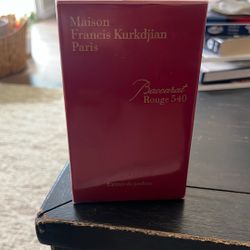 Maison
Francis Kurkdjian
Paris
Baccarat
Rouge 540
Extrait de parfum